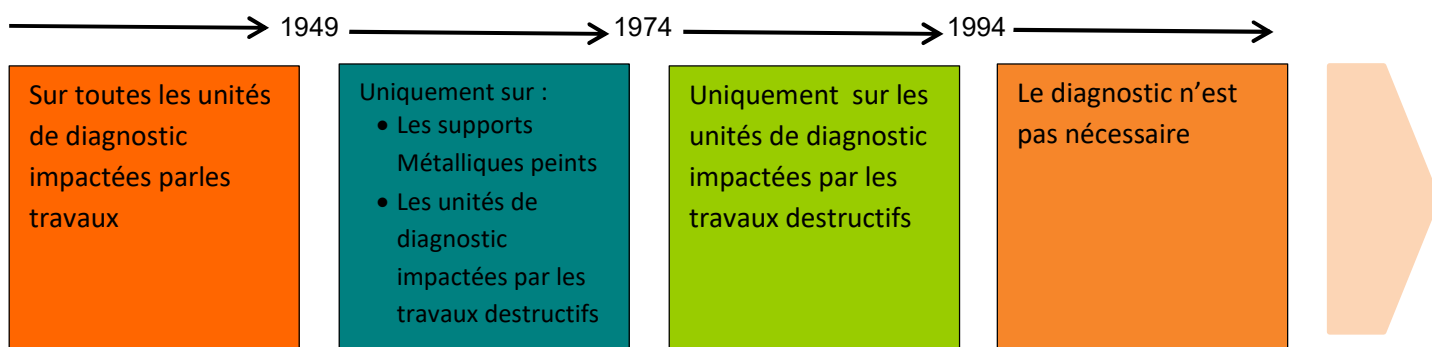 1949
1974
1994
Sur toutes les unités
de diagnostic
impactées parles
travaux
Uniquement sur :
• Les supports
Métalliques peints
• Les unités de
diagnostic
impactées par les
travaux destructifs
Uniquement sur les
unités de diagnostic
impactées par les
travaux destructifs
Le diagnostic n’est
pas nécessaire